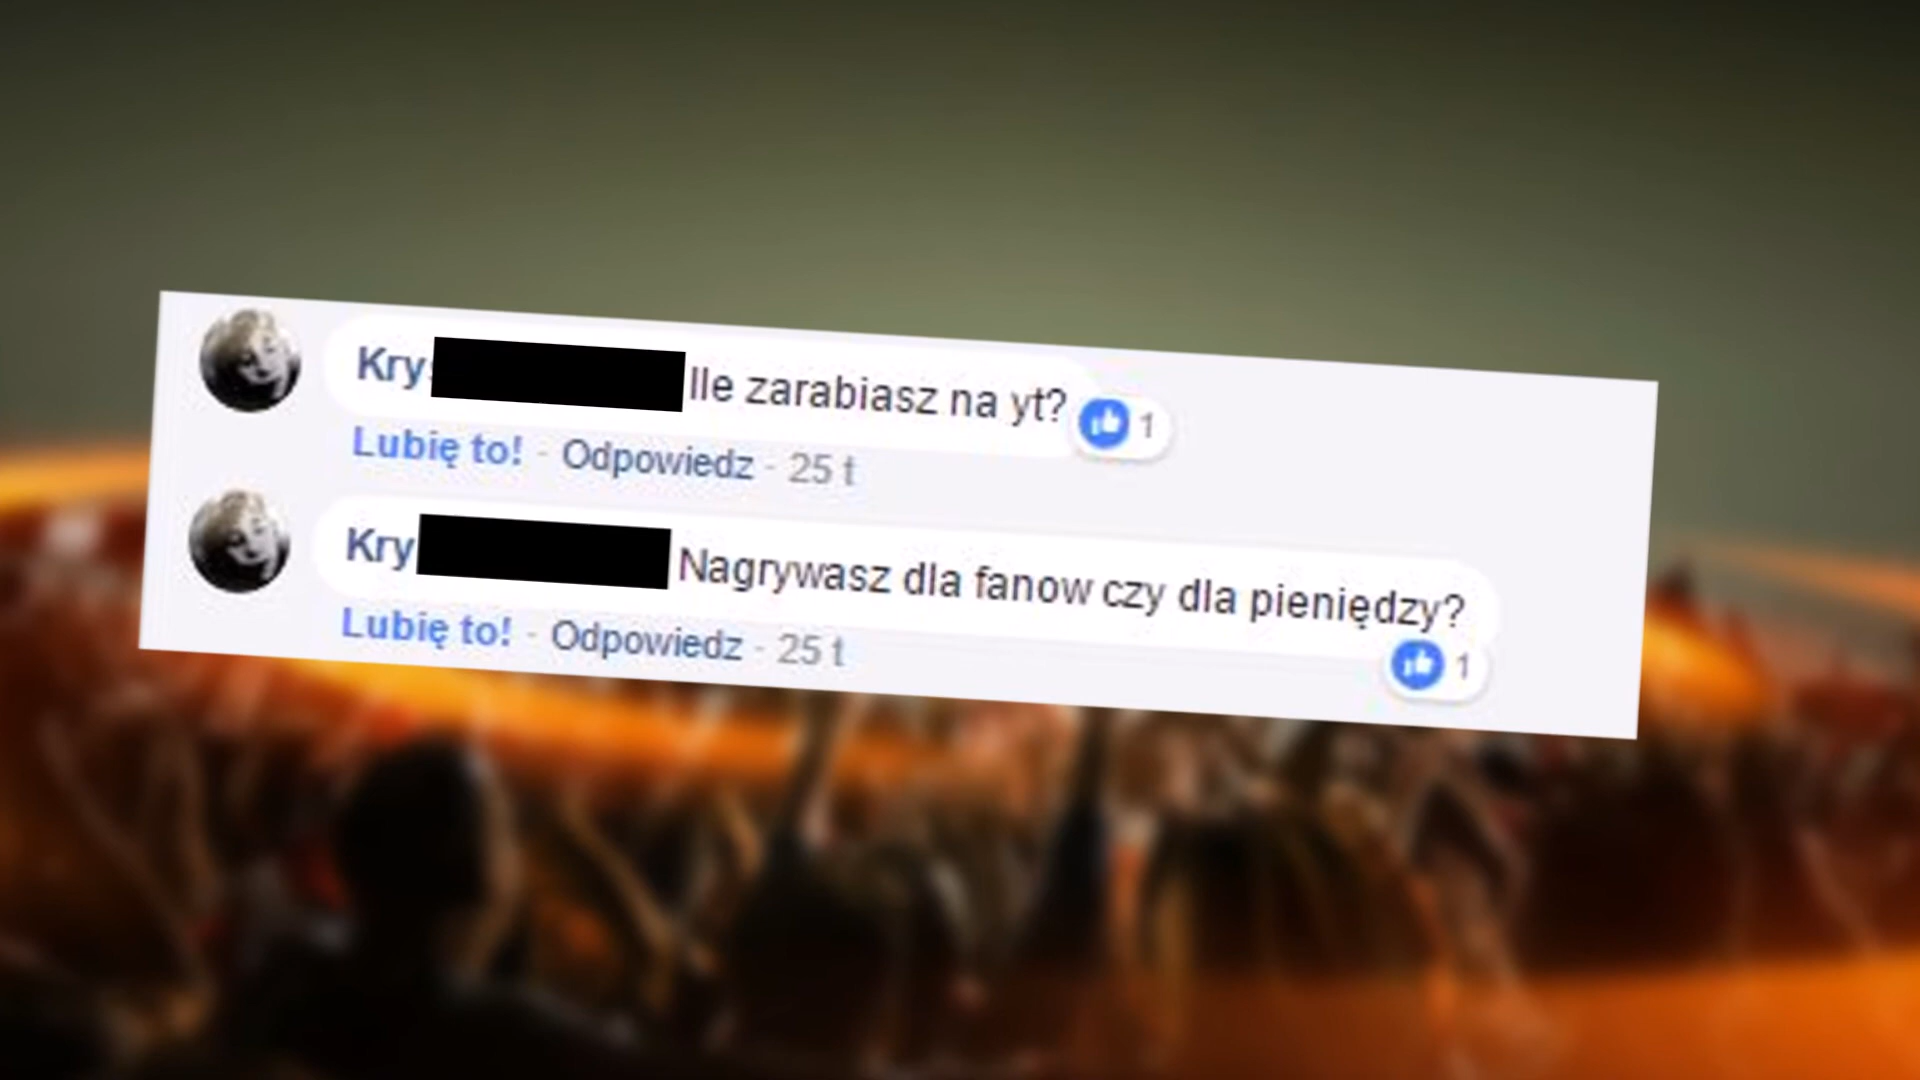 Krys Ile zarabiasz na yt? 1
Lubię to! · Odpowiedz · 25 t
Kry Nagrywasz dla fanow czy dla pieniędzy?
1
Lubię to! · Odpowiedz · 25 t